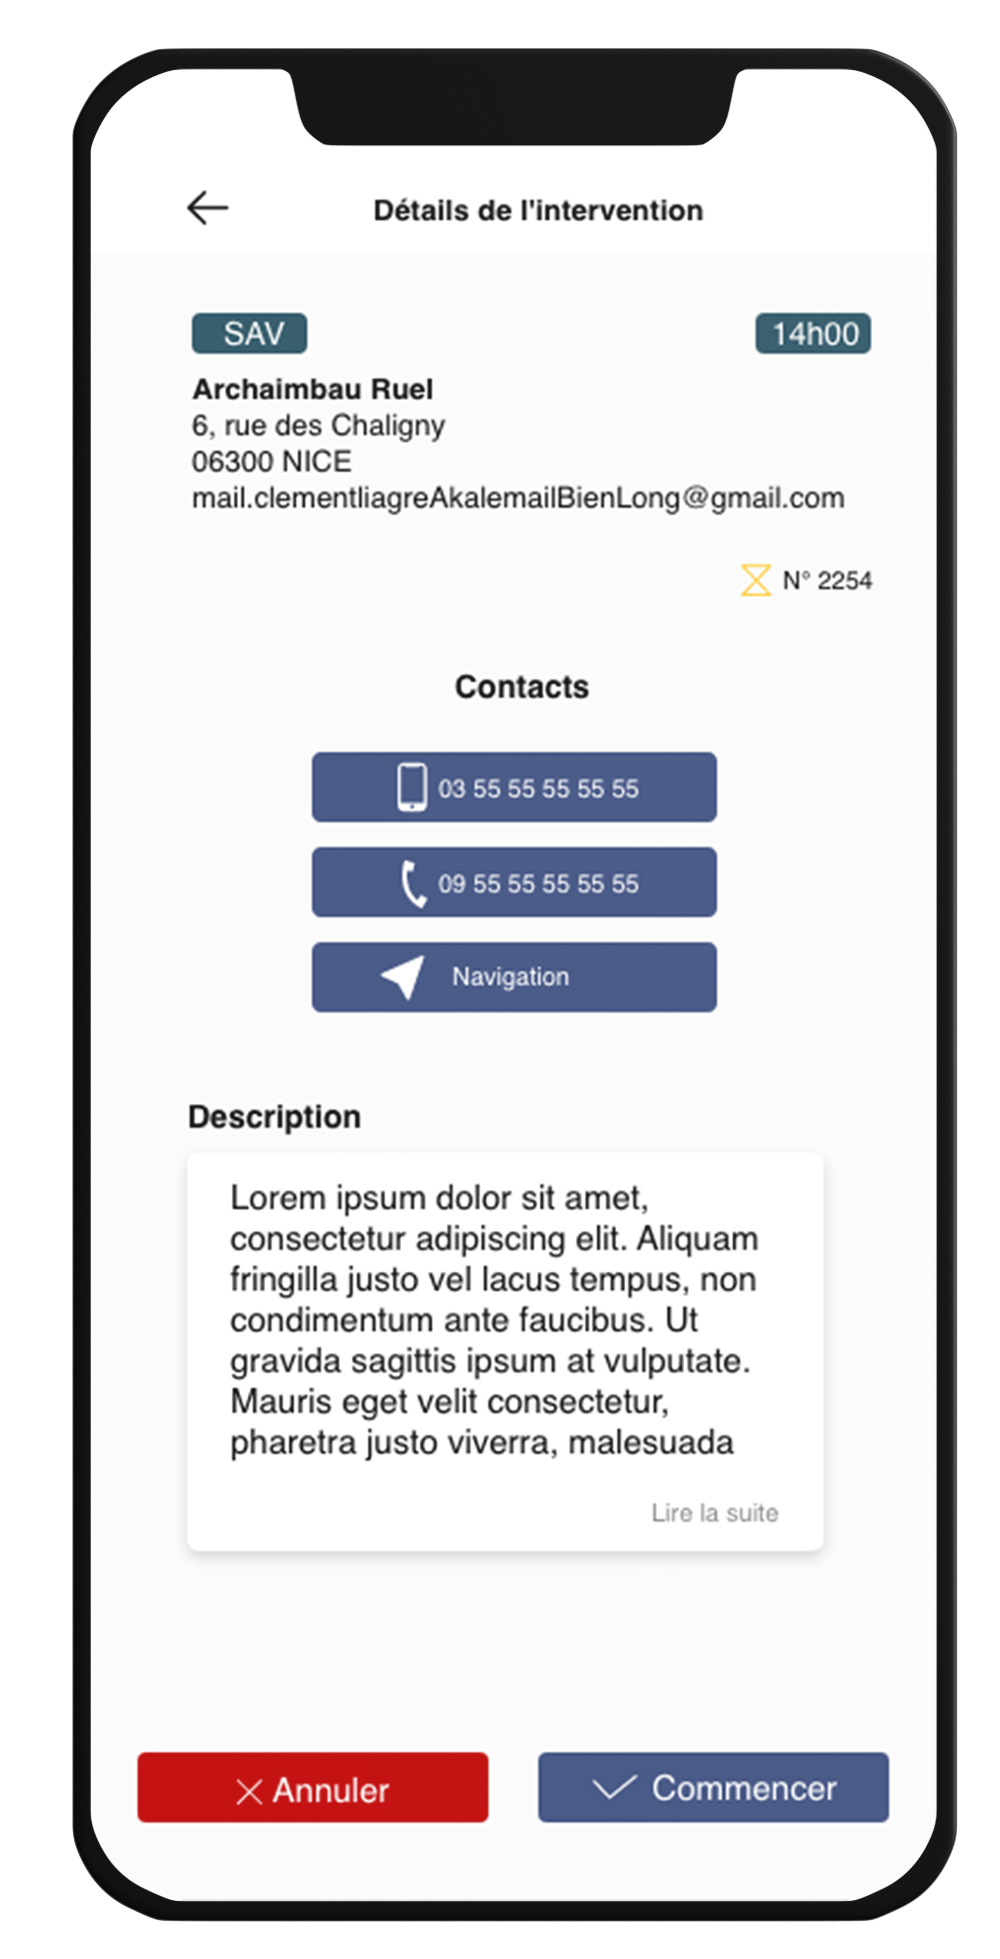 Détails de l'intervention
SAV
14h00
Archaimbau Ruel
6, rue des Chaligny
06300 NICE
mail.clementliagreAkalemailBienLong@gmail.com
N° 2254
Contacts
03 55 55 55 55 55
09 55 55 55 55 55
Navigation
Description
Lorem ipsum dolor sit amet,
consectetur adipiscing elit. Aliquam
fringilla justo vel lacus tempus, non
condimentum ante faucibus. Ut
gravida sagittis ipsum at vulputate.
Mauris eget velit consectetur,
pharetra justo viverra, malesuada
Lire la suite
Annuler
Commencer